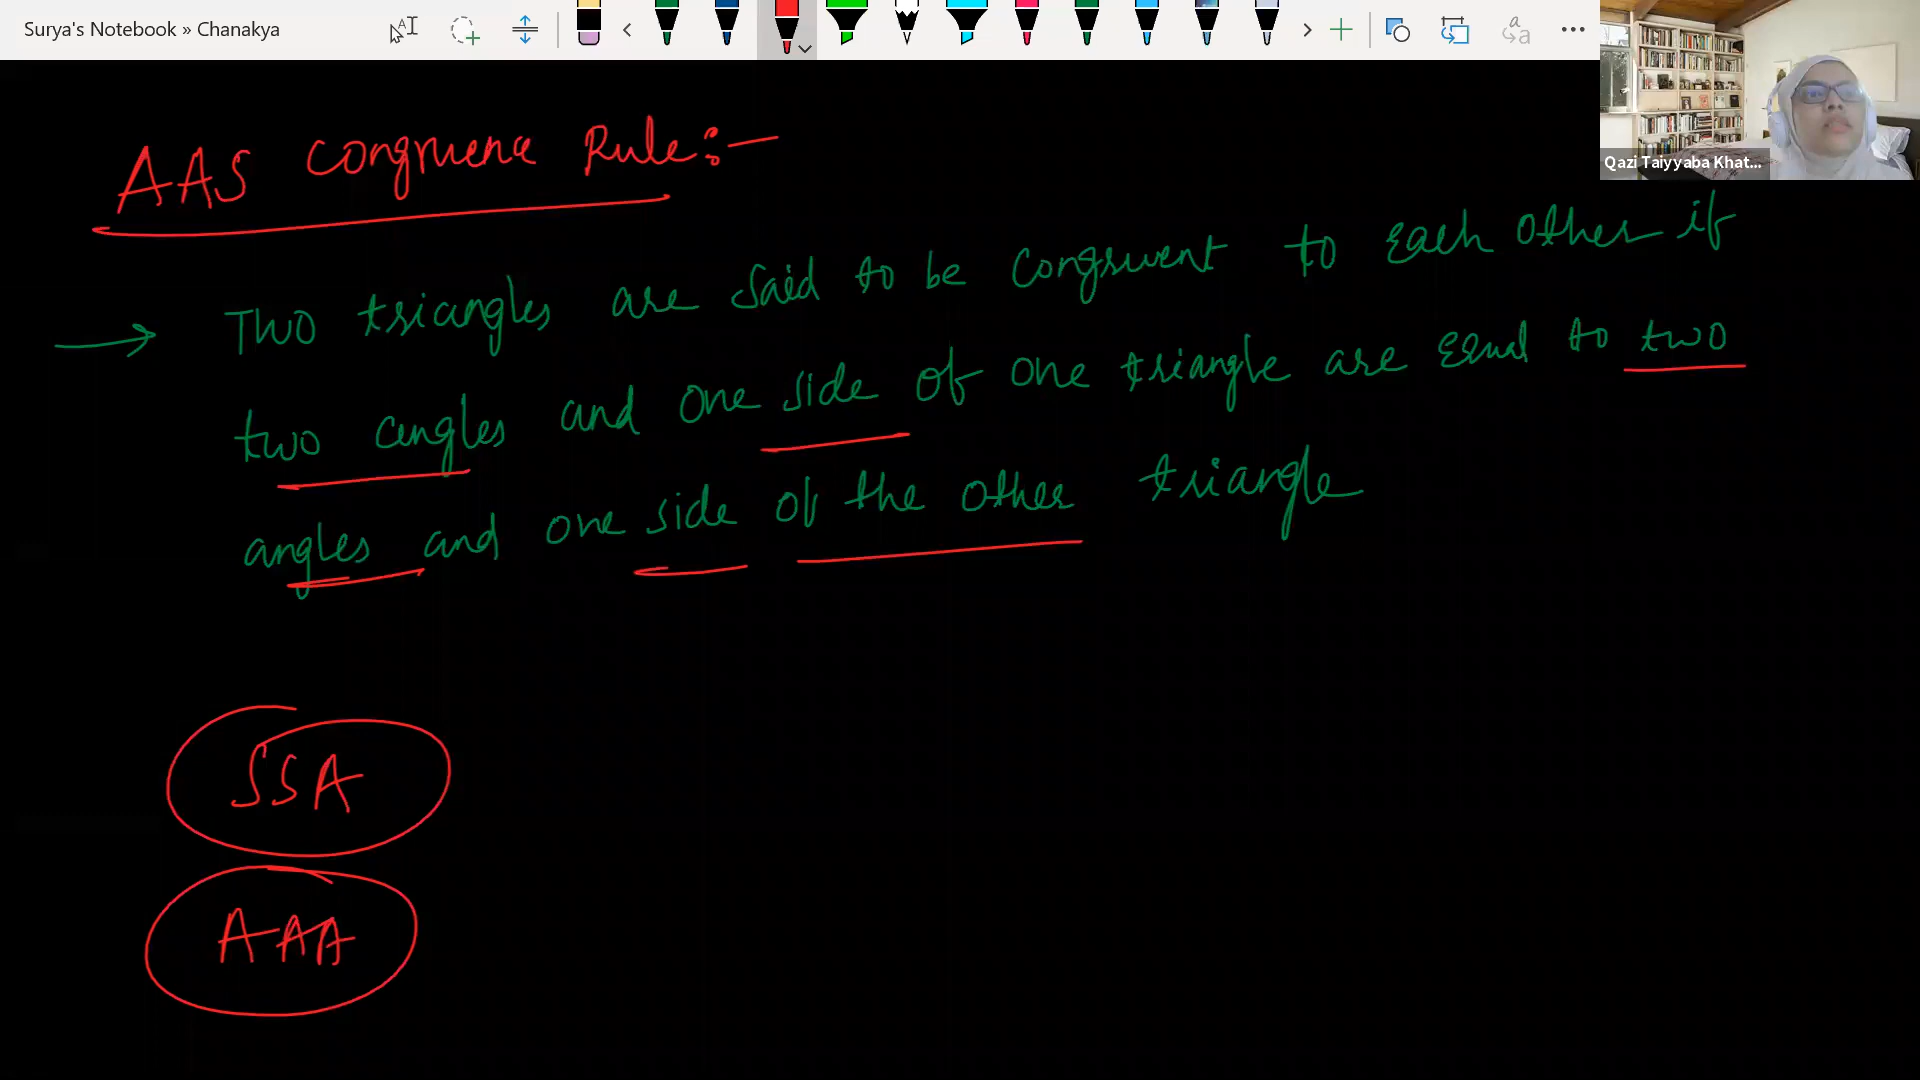 Surya's Notebook » Chanakya
Qazi Taiyyaba Khat...
AAS Congruence Rule:-
→ Two triangles are said to be congruent to each other if
two angles and one side of one triangle are equal to two
angles and one side of the other triangle
SSA
AAA